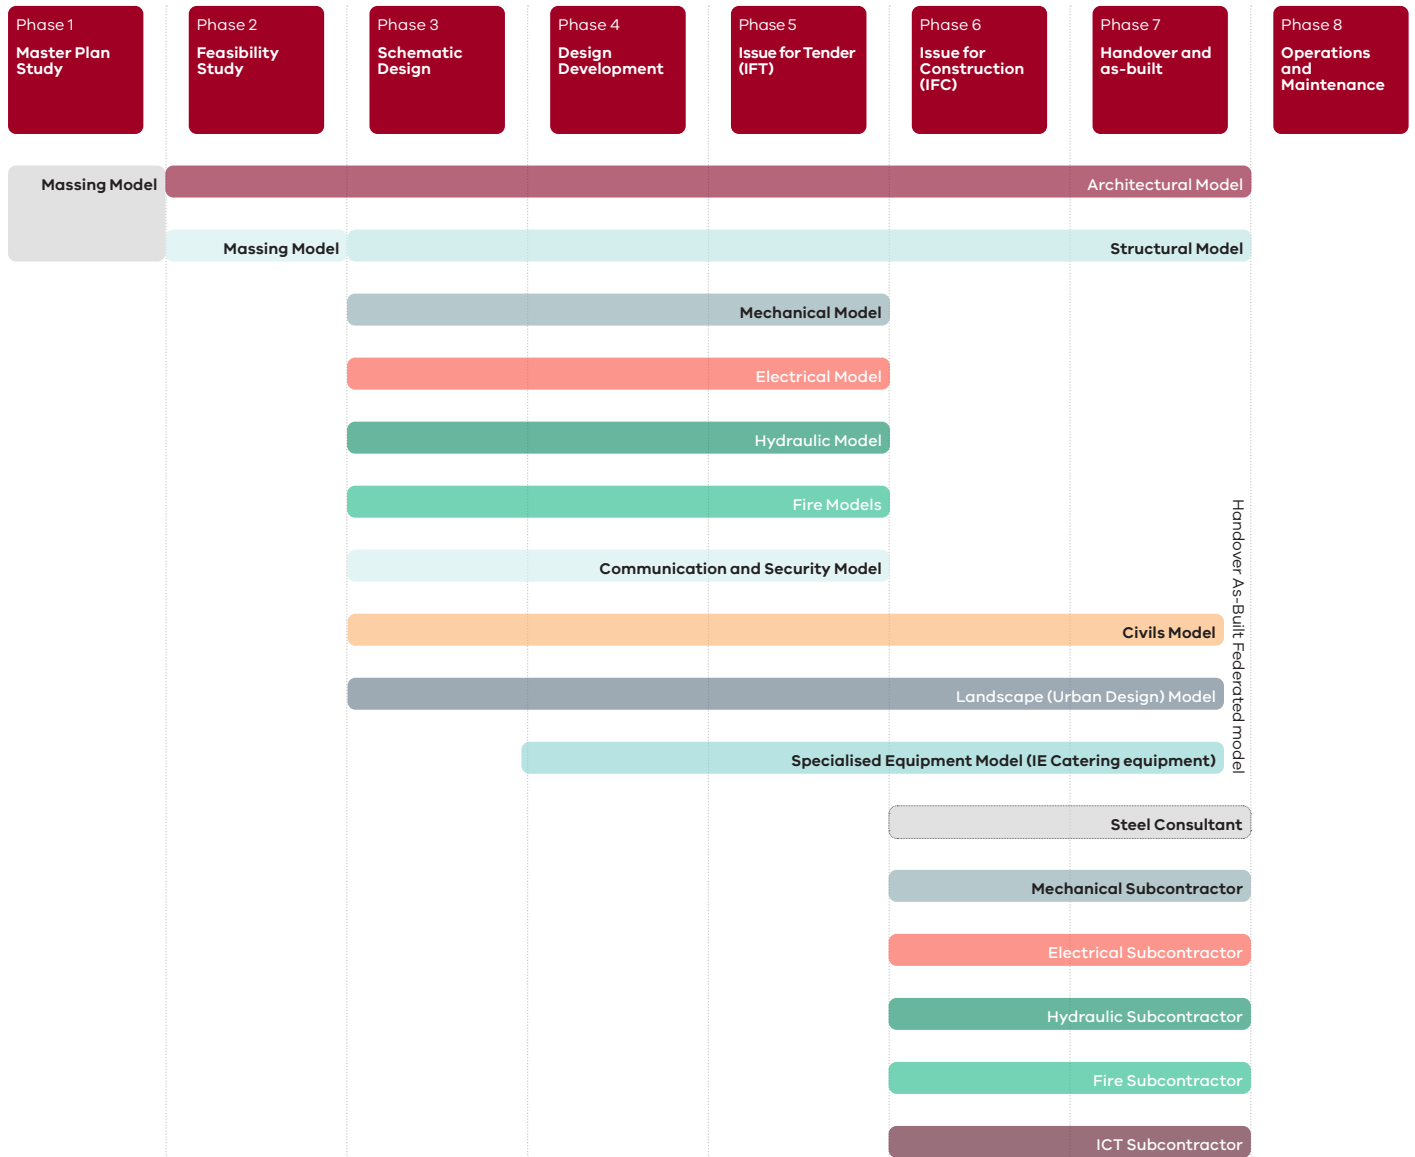 Phase 1
Master Plan
Study
Phase 2
Feasibility
Study
Phase 3
Schematic
Design
Phase 4
Design
Development
Phase 5
Issue for Tender
(IFT)
Phase 6
Issue for
Construction
(IFC)
Phase 7
Handover and
as-built
Phase 8
Operations
and
Maintenance
Massing Model
Architectural Model
Massing Model
Structural Model
Mechanical Model
Electrical Model
Hydraulic Model
Fire Models
Communication and Security Model
Civils Model
Landscape (Urban Design) Model
Specialised Equipment Model (IE Catering equipment)
Handover As-Built Federated model
Steel Consultant
Mechanical Subcontractor
Electrical Subcontractor
Hydraulic Subcontractor
Fire Subcontractor
ICT Subcontractor